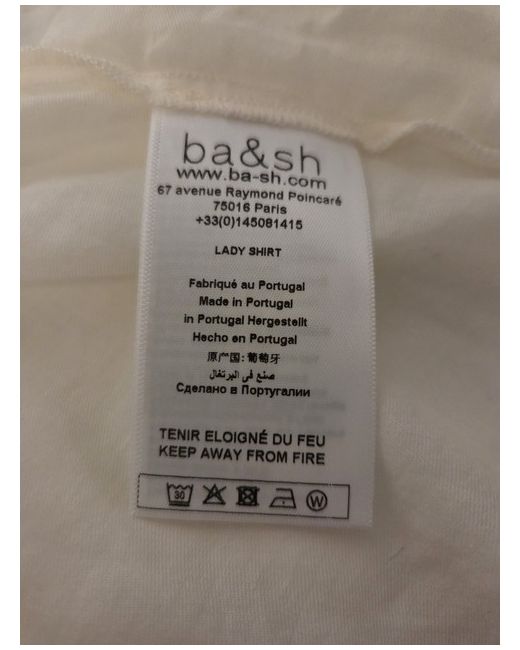 ba&sh
www.ba-sh.com
67 avenue Raymond Poincaré
75016 Paris
+33(0)145081415
LADY SHIRT
Fabriqué au Portugal
Made in Portugal
in Portugal Hergestellt
Hecho en Portugal
原产国: 葡萄牙
صنع في البرتغال
Сделано в Португалии
TENIR ELOIGNÉ DU FEU
KEEP AWAY FROM FIRE
30 W